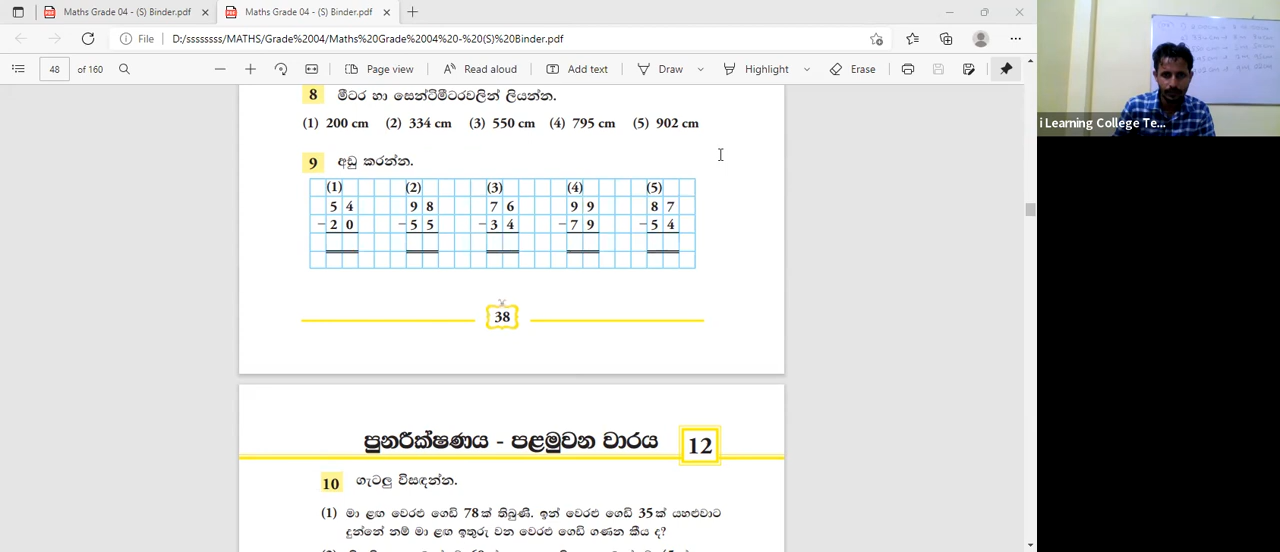 Maths Grade 04 - (S) Binder.pdf
Maths Grade 04 - (S) Binder.pdf
File
D:/ssssssss/MATHS/Grade%2004/Maths%20Grade%2004%20-%20(S)%20Binder.pdf
48 of 160
Page view
Read aloud
Add text
Draw
Highlight
Erase
8 මීටර හා සෙන්ටිමීටරවලින් ලියන්න.
(1) 200 cm (2) 334 cm (3) 550 cm (4) 795 cm (5) 902 cm
9 අඩු කරන්න.
(1) (2) (3) (4) (5)
5 4 9 8 7 6 9 9 8 7
- 2 0 - 5 5 - 3 4 - 7 9 - 5 4
38
පුනරීක්ෂණය - පළමුවන වාරය 12
10 ගැටලු විසඳන්න.
(1) මා ළඟ වෙරළු ගෙඩි 78ක් තිබුණි. ඉන් වෙරළු ගෙඩි 35ක් යහළුවාට
දුන්නේ නම් මා ළඟ ඉතුරු වන වෙරළු ගෙඩි ගණන කීය ද?
i Learning College Te...